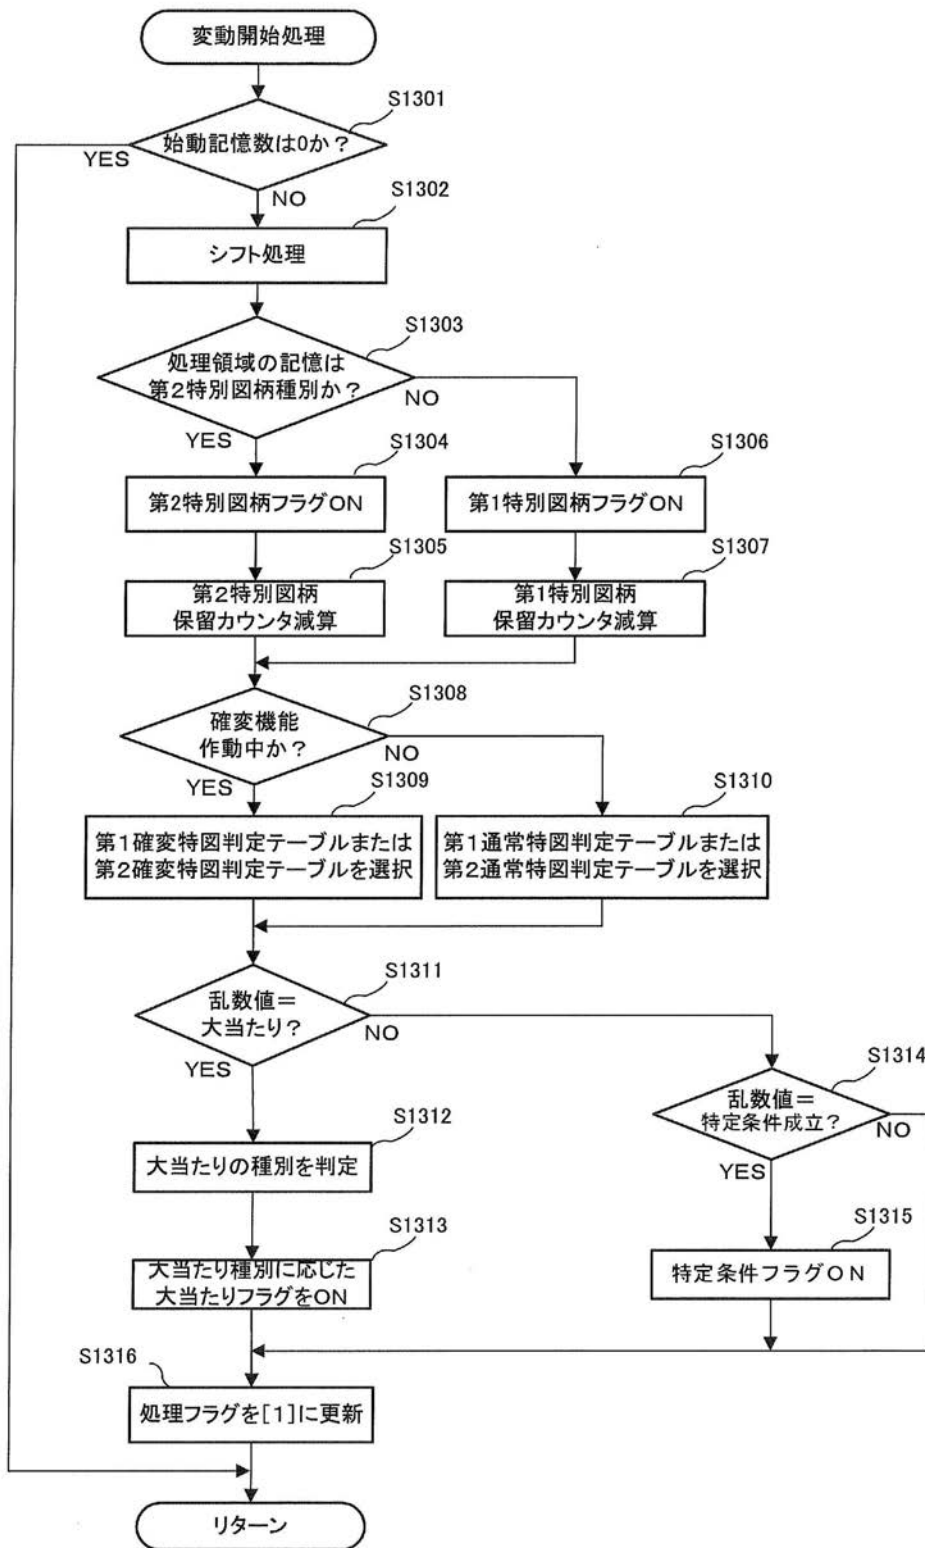 変動開始処理
S1301
始動記憶数は0か？
YES
NO
S1302
シフト処理
S1303
処理領域の記憶は
第2特別図柄種別か？
NO
YES
S1304
S1306
第2特別図柄フラグON
第1特別図柄フラグON
S1305
S1307
第2特別図柄
保留カウンタ減算
第1特別図柄
保留カウンタ減算
S1308
確変機能
作動中か？
NO
YES
S1309
S1310
第1確変特図判定テーブルまたは
第2確変特図判定テーブルを選択
第1通常特図判定テーブルまたは
第2通常特図判定テーブルを選択
S1311
乱数値＝
大当たり？
NO
YES
S1314
乱数値＝
特定条件成立？
NO
YES
S1312
大当たりの種別を判定
S1313
大当たり種別に応じた
大当たりフラグをON
S1315
特定条件フラグON
S1316
処理フラグを[1]に更新
リターン